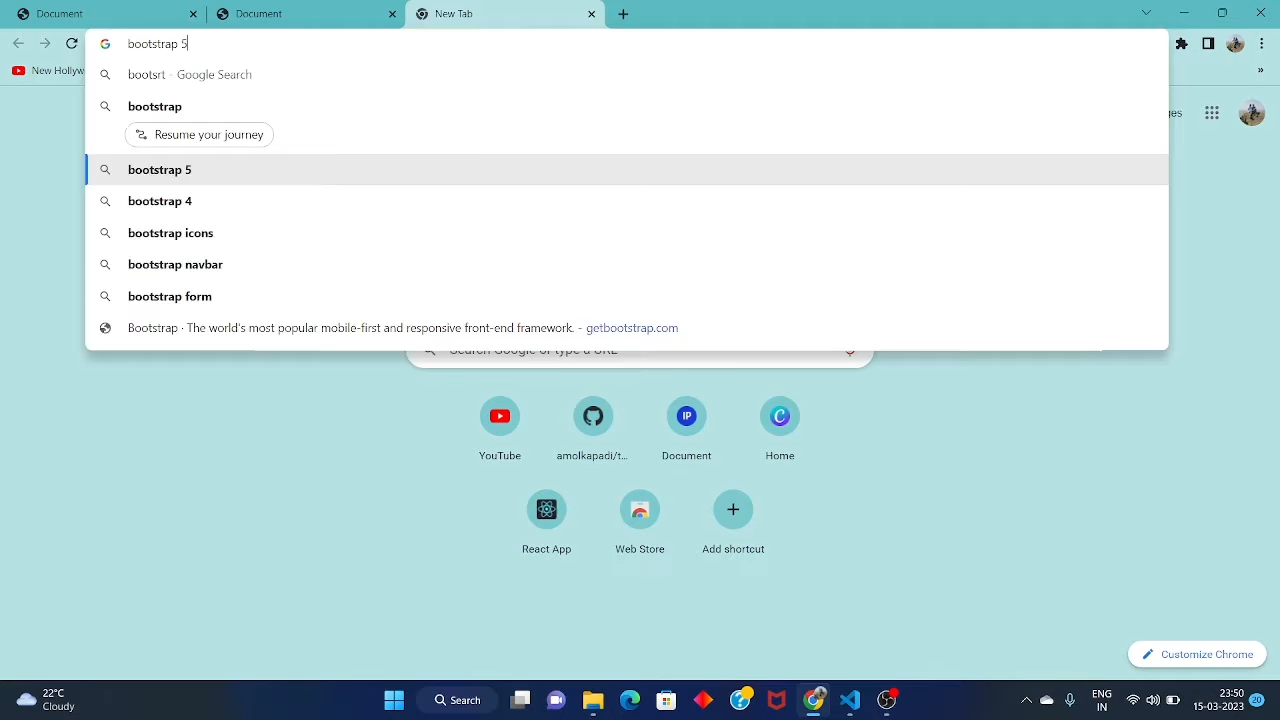 Document
Document
New Tab
bootstrap 5
New Hollyw
»
bootsrt - Google Search
bootstrap
Resume your journey
bootstrap 5
bootstrap 4
bootstrap icons
bootstrap navbar
bootstrap form
Bootstrap · The world's most popular mobile-first and responsive front-end framework. - getbootstrap.com
ges
Search Google or type a URL
IP
YouTube
amolkapadi/t...
Document
Home
React App
Web Store
Add shortcut
Customize Chrome
22°C
Cloudy
Search
ENG
IN
23:50
15-03-2023
20